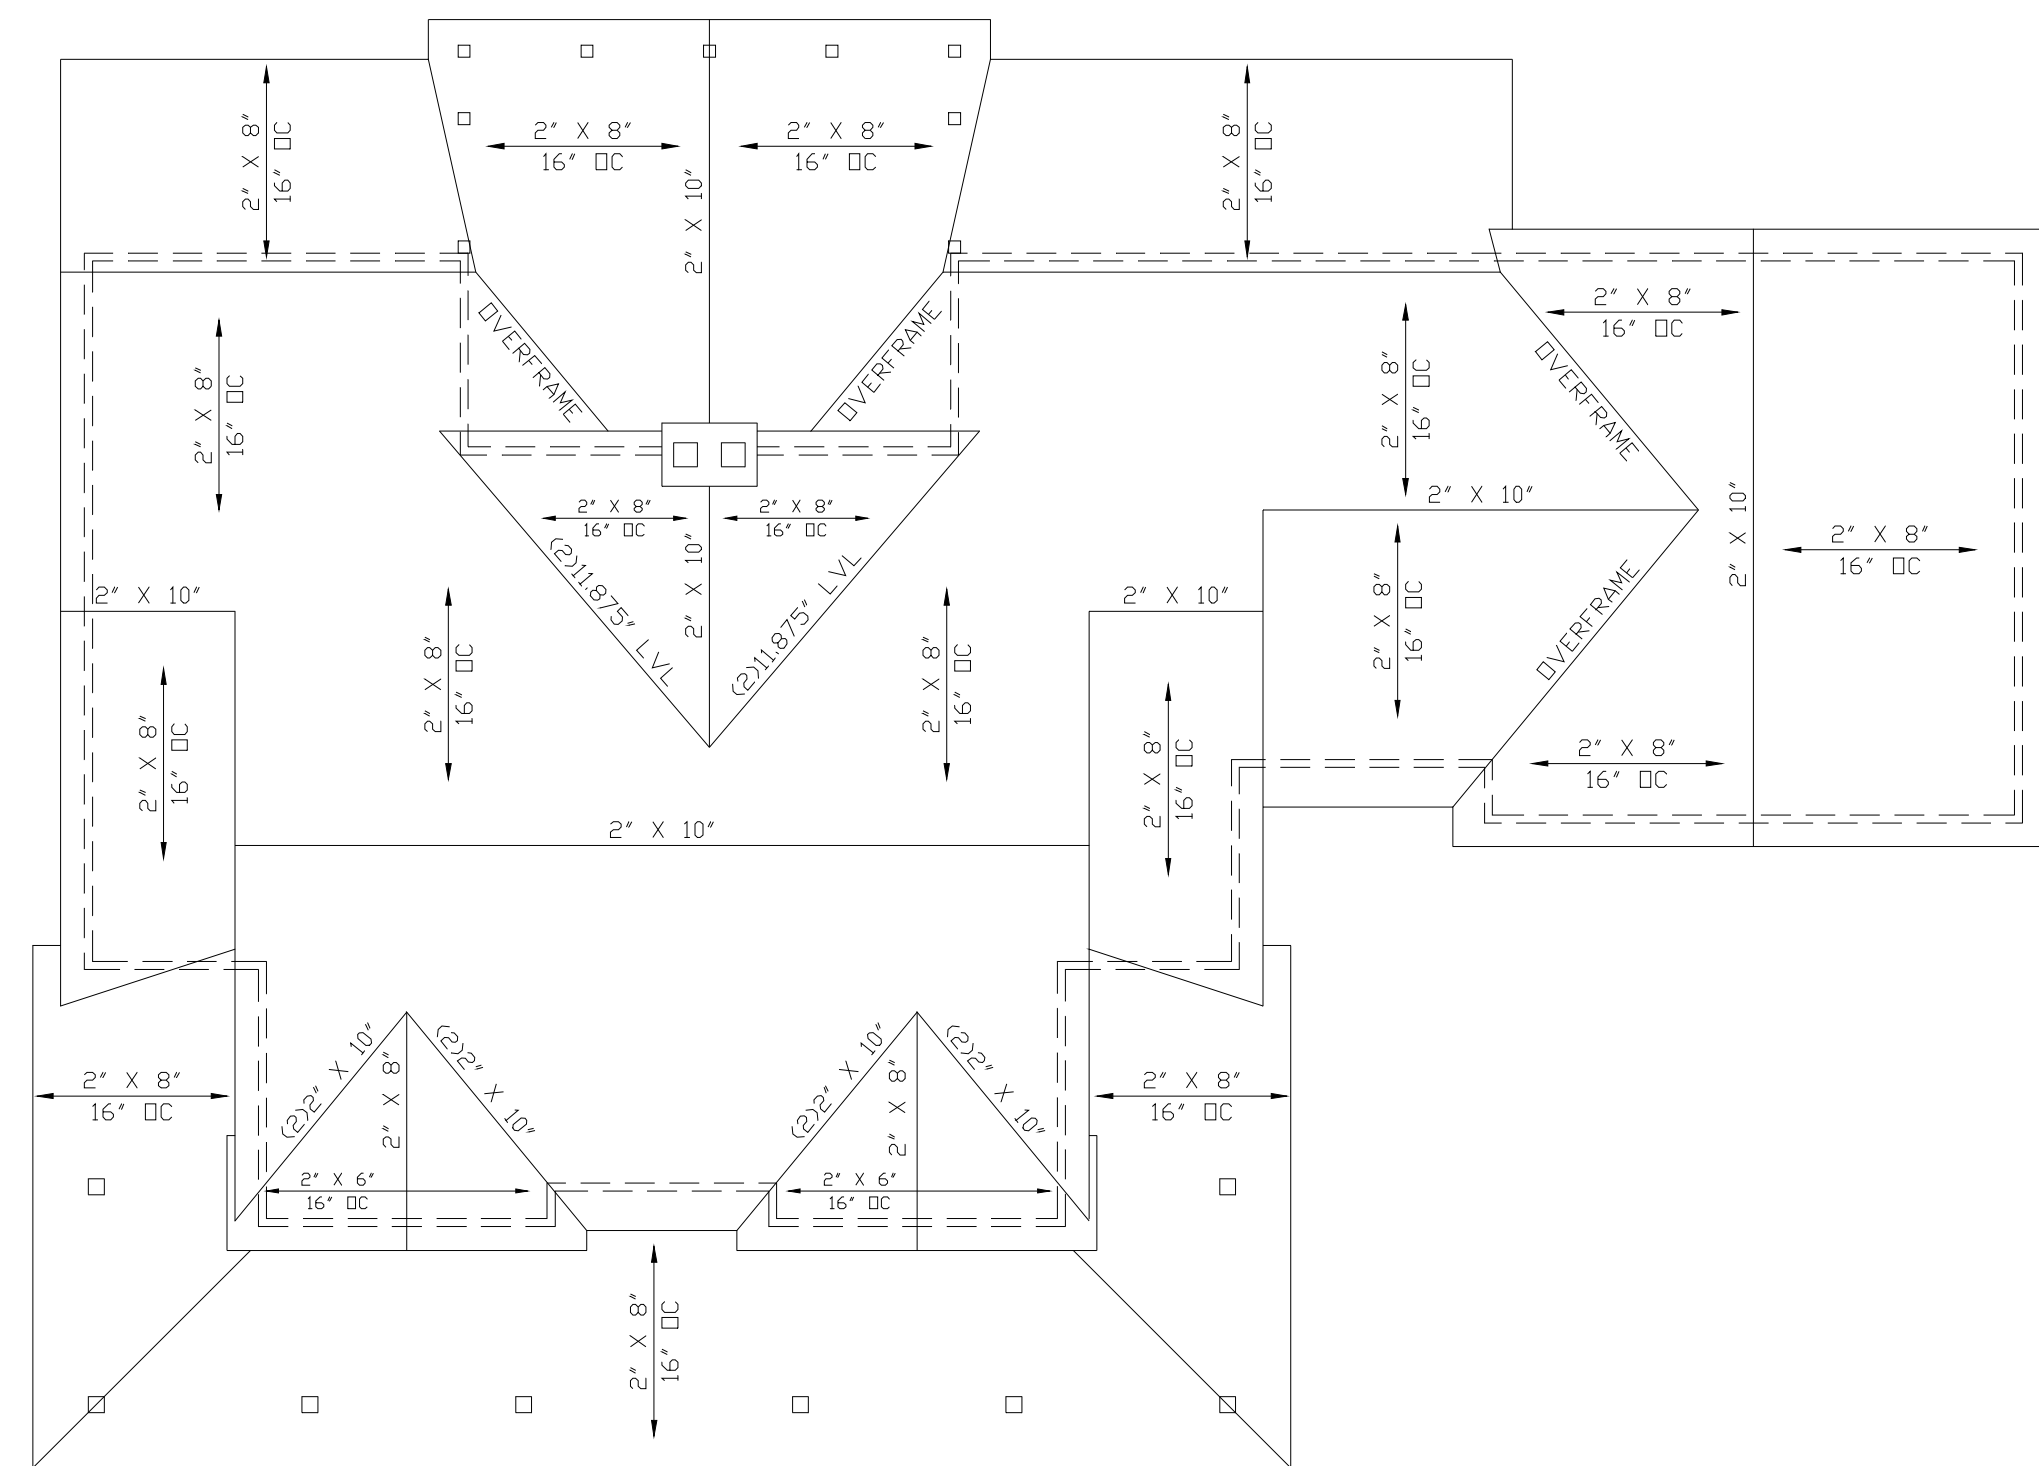 2" X 8"
16" OC
2" X 8"
16" OC
2" X 8"
16" OC
2" X 10"
2" X 8"
16" OC
2" X 8"
16" OC
OVERFRAME
OVERFRAME
2" X 8"
16" OC
2" X 8"
16" OC
OVERFRAME
2" X 10"
2" X 8"
16" OC
2" X 8"
16" OC
2" X 10"
(2)11.875" LVL
(2)11.875" LVL
2" X 10"
2" X 8"
16" OC
2" X 10"
2" X 10"
2" X 8"
16" OC
2" X 8"
16" OC
2" X 10"
2" X 8"
16" OC
OVERFRAME
2" X 8"
16" OC
2" X 8"
16" OC
2" X 8"
16" OC
2" X 10"
2" X 8"
16" OC
(2)2" X 10"
2" X 8"
(2)2" X 10"
(2)2" X 10"
2" X 8"
(2)2" X 10"
2" X 8"
16" OC
2" X 6"
16" OC
2" X 6"
16" OC
2" X 8"
16" OC